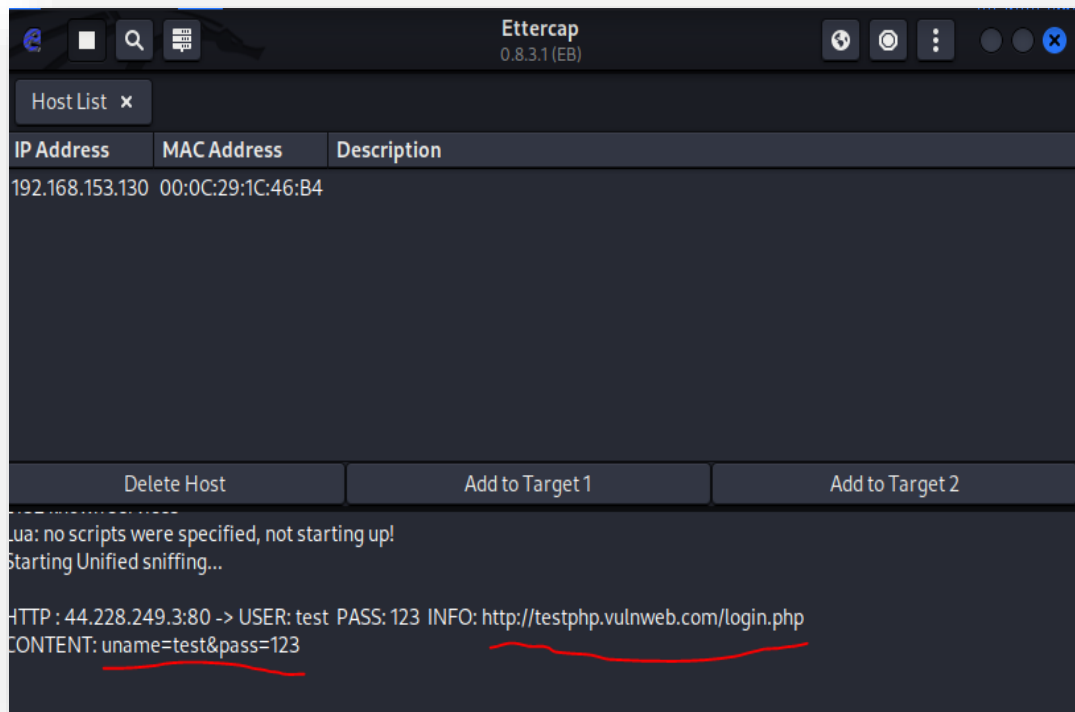 Ettercap
0.8.3.1 (EB)
Host List ×
IP Address MAC Address Description
192.168.153.130 00:0C:29:1C:46:B4
Delete Host Add to Target 1 Add to Target 2
Lua: no scripts were specified, not starting up!
Starting Unified sniffing...
HTTP : 44.228.249.3:80 -> USER: test PASS: 123 INFO: http://testphp.vulnweb.com/login.php
CONTENT: uname=test&pass=123